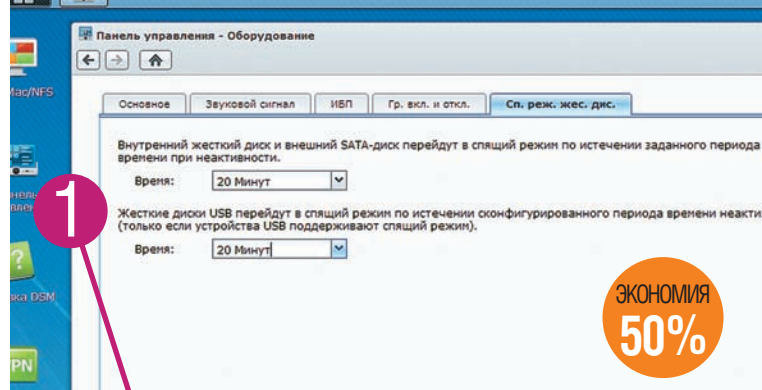 Панель управления - Оборудование
Mac/NFS
Основное
Звуковой сигнал
ИБП
Гр. вкл. и откл.
Сп. реж. жес. дис.
Внутренний жесткий диск и внешний SATA-диск перейдут в спящий режим по истечении заданного периода
времени при неактивности.
Время:
20 Минут
1
Жесткие диски USB перейдут в спящий режим по истечении сконфигурированного периода времени неакти
(только если устройства USB поддерживают спящий режим).
Время:
20 Минут
?
DSM
ЭКОНОМИЯ
50%
PN